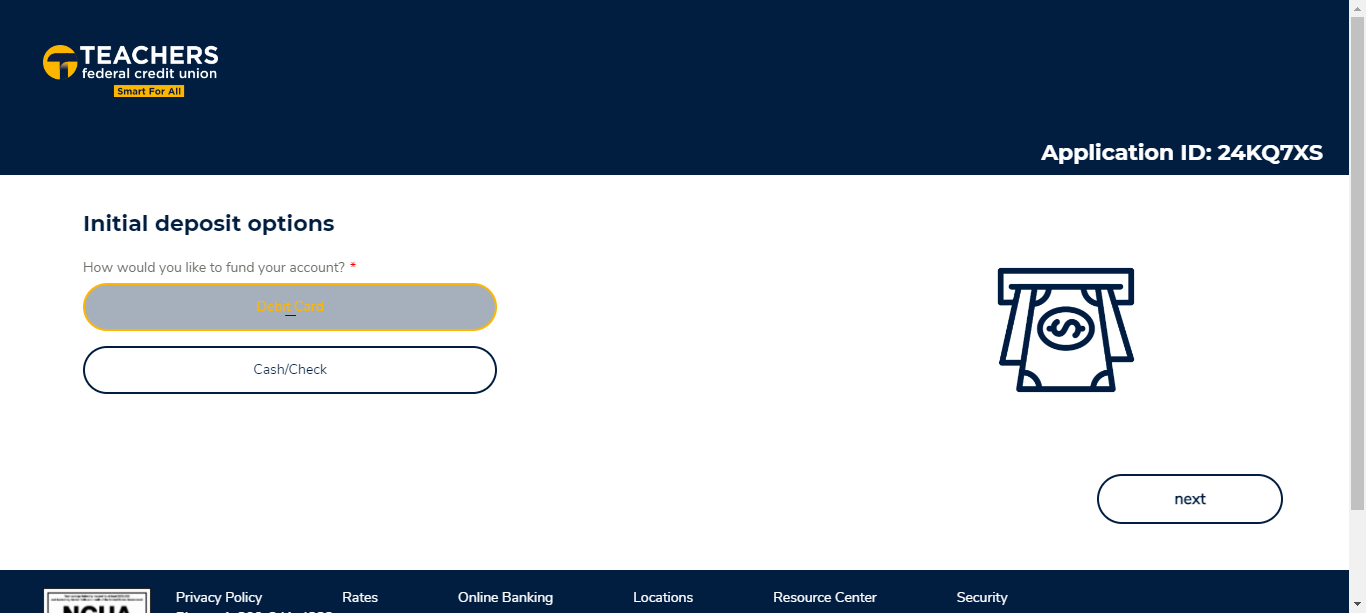 TEACHERS
federal credit union
Smart For All
Application ID: 24KQ7XS
Initial deposit options
How would you like to fund your account? *
Debit Card
Cash/Check
next
NCUA
Privacy Policy
Rates
Online Banking
Locations
Resource Center
Security